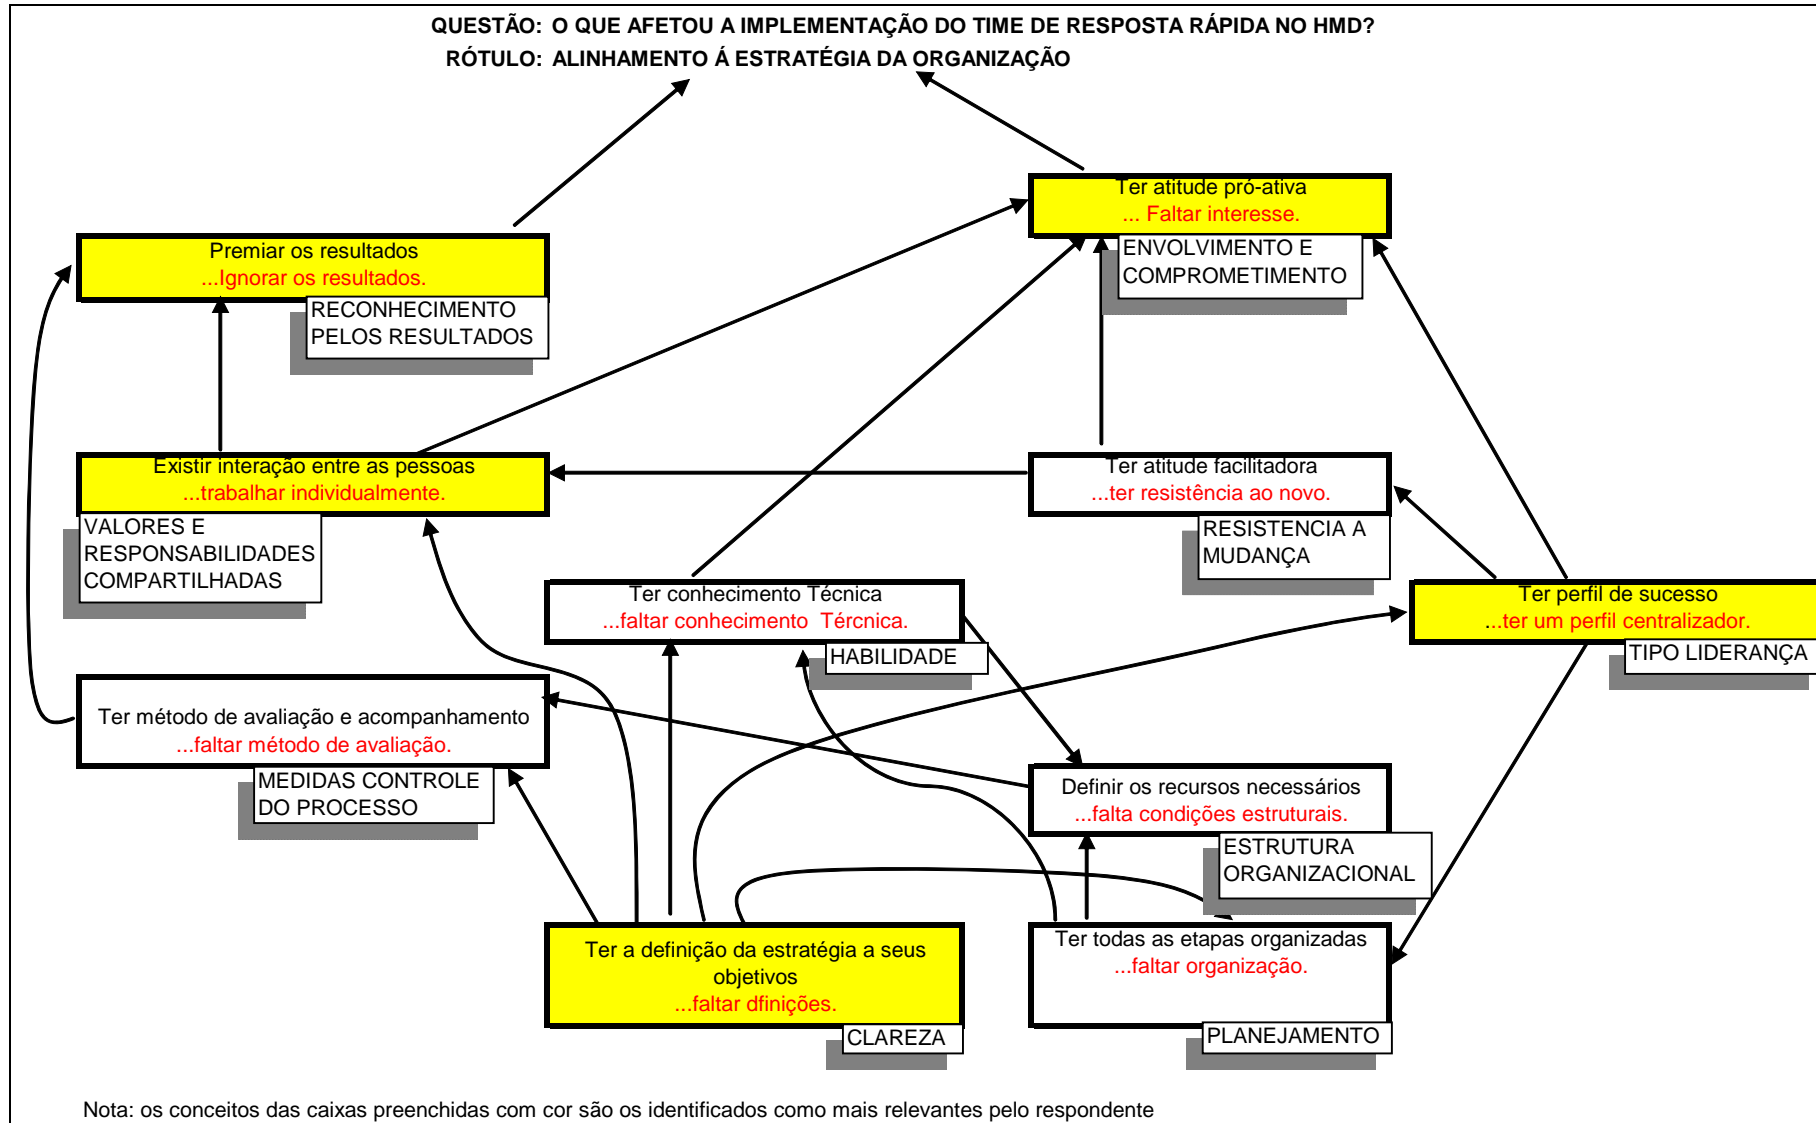 QUESTÃO: O QUE AFETOU A IMPLEMENTAÇÃO DO TIME DE RESPOSTA RÁPIDA NO HMD?
RÓTULO: ALINHAMENTO Á ESTRATÉGIA DA ORGANIZAÇÃO
Ter atitude pró-ativa
... Faltar interesse.
ENVOLVIMENTO E
COMPROMETIMENTO
Premiar os resultados
...Ignorar os resultados.
RECONHECIMENTO
PELOS RESULTADOS
Existir interação entre as pessoas
...trabalhar individualmente.
VALORES E
RESPONSABILIDADES
COMPARTILHADAS
Ter atitude facilitadora
...ter resistência ao novo.
RESISTENCIA A
MUDANÇA
Ter conhecimento Técnica
...faltar conhecimento Tércnica.
HABILIDADE
Ter perfil de sucesso
...ter um perfil centralizador.
TIPO LIDERANÇA
Ter método de avaliação e acompanhamento
...faltar método de avaliação.
MEDIDAS CONTROLE
DO PROCESSO
Definir os recursos necessários
...falta condições estruturais.
ESTRUTURA
ORGANIZACIONAL
Ter a definição da estratégia a seus
objetivos
...faltar dfinições.
CLAREZA
Ter todas as etapas organizadas
...faltar organização.
PLANEJAMENTO
Nota: os conceitos das caixas preenchidas com cor são os identificados como mais relevantes pelo respondente